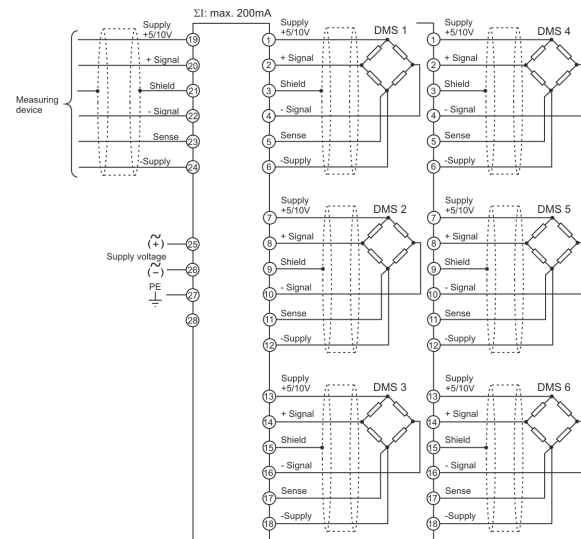 ΣI: max. 200mA
Supply
+5/10V
19
+ Signal
20
Shield
21
Measuring
device
- Signal
22
Sense
23
-Supply
24
(+)
25
Supply voltage
(-)
26
PE
27
28
Supply
+5/10V
DMS 1
1
+ Signal
2
Shield
3
- Signal
4
Sense
5
-Supply
6
Supply
+5/10V
DMS 2
7
+ Signal
8
Shield
9
- Signal
10
Sense
11
-Supply
12
Supply
+5/10V
DMS 3
13
+ Signal
14
Shield
15
- Signal
16
Sense
17
-Supply
18
Supply
+5/10V
DMS 4
1
+ Signal
2
Shield
3
- Signal
4
Sense
5
-Supply
6
Supply
+5/10V
DMS 5
7
+ Signal
8
Shield
9
- Signal
10
Sense
11
-Supply
12
Supply
+5/10V
DMS 6
13
+ Signal
14
Shield
15
- Signal
16
Sense
17
-Supply
18